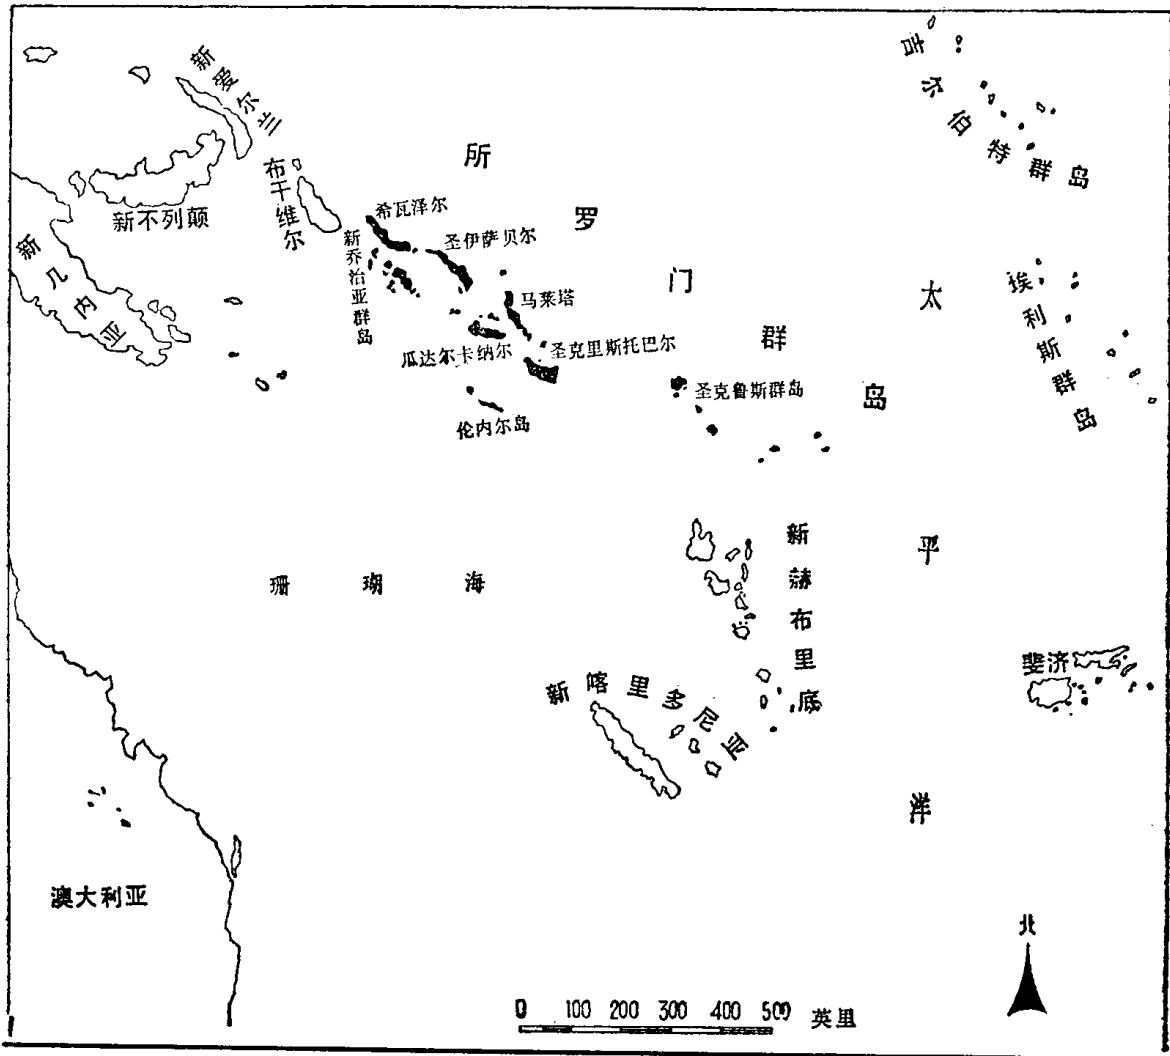 吉尔伯特群岛
新爱尔兰
所罗门群岛
布干维尔
新不列颠
希瓦泽尔
圣伊萨贝尔
新乔治亚群岛
新几内亚
马莱塔
太平洋
埃利斯群岛
瓜达尔卡纳尔
圣克里斯托巴尔
圣克鲁斯群岛
伦内尔岛
珊瑚海
新赫布里底
斐济
新喀里多尼亚
澳大利亚
北
0 100 200 300 400 500 英里